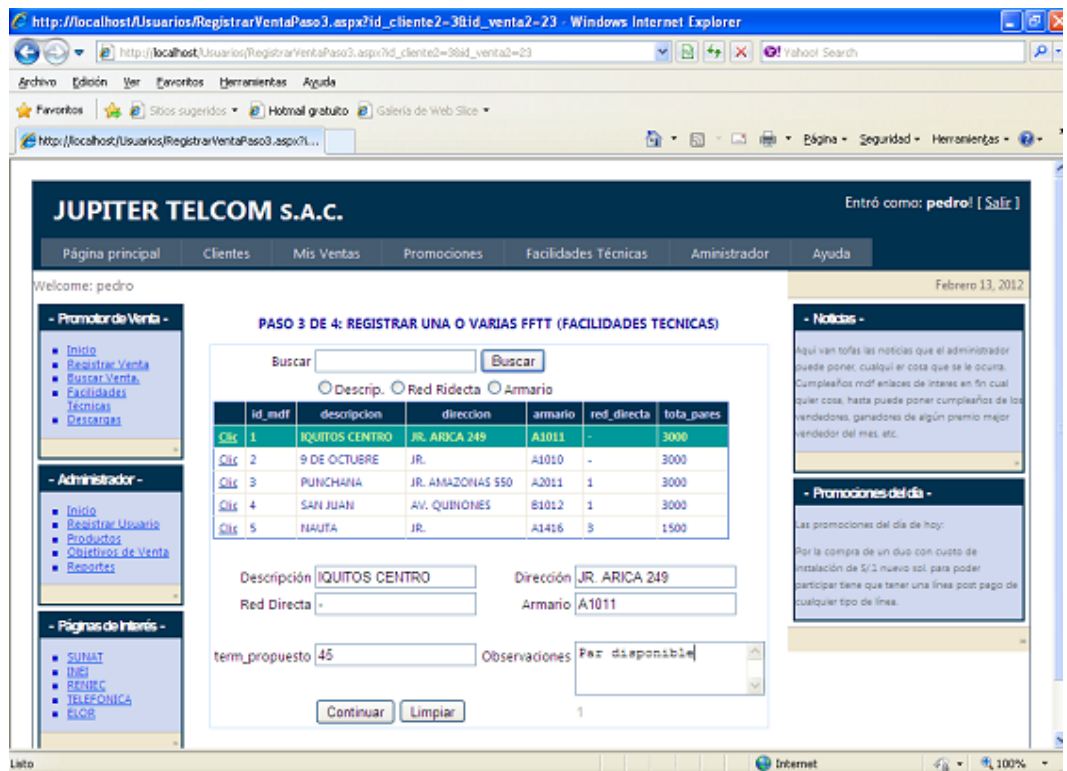 http://localhost/Usuarios/RegistrarVentaPaso3.aspx?id_cliente2=3&id_venta2=23 - Windows Internet Explorer
http://localhost/Usuarios/RegistrarVentaPaso3.aspx?id_cliente2=3&id_venta2=23
Yahoo! Search
Archivo Edición Ver Favoritos Herramientas Ayuda
Favoritos Sitios sugeridos Hotmail gratuito Galería de Web Slice
http://localhost/Usuarios/RegistrarVentaPaso3.aspx?i...
Página Seguridad Herramientas
JUPITER TELCOM S.A.C.
Entró como: pedro! [ Salir ]
Página principal Clientes Mis Ventas Promociones Facilidades Técnicas Aministrador Ayuda
Welcome: pedro
Febrero 13, 2012
- Promotor de Venta -
Inicio
Registrar Venta
Buscar Venta.
Facilidades
Técnicas
Descargas
- Administrador -
Inicio
Registrar Usuario
Productos
Objetivos de Venta
Reportes
- Páginas de Interés -
SUNAT
INEI
RENIEC
TELEFONICA
ELOR
PASO 3 DE 4: REGISTRAR UNA O VARIAS FFTT (FACILIDADES TECNICAS)
Buscar Buscar
Descrip. Red Ridecta Armario
id_mdf descripcion direccion armario red_directa tota_pares
Clic 1 IQUITOS CENTRO JR. ARICA 249 A1011 - 3000
Clic 2 9 DE OCTUBRE JR. A1010 - 3000
Clic 3 PUNCHANA JR. AMAZONAS 550 A2011 1 3000
Clic 4 SAN JUAN AV. QUINONES B1012 1 3000
Clic 5 NAUTA JR. A1416 3 1500
Descripción IQUITOS CENTRO Dirección JR. ARICA 249
Red Directa - Armario A1011
term_propuesto 45 Observaciones Par disponible
Continuar Limpiar 1
- Noticias -
Aqui van tofas las noticias que el administrador
puede poner, cualqui er cosa que se le ocurra.
Cumpleaños mdf enlaces de interes en fin cual
quier cosa, hasta puede poner cumpleaños de los
vendedores, ganadores de algún premio mejor
vendedor del mes, etc.
- Promociones del día -
Las promociones del día de hoy:
Por la compra de un duo con custo de
instalación de S/.1 nuevo sol. para poder
participar tiene que taner una línea post pago de
cualquier tipo de línea.
Listo Internet 100%